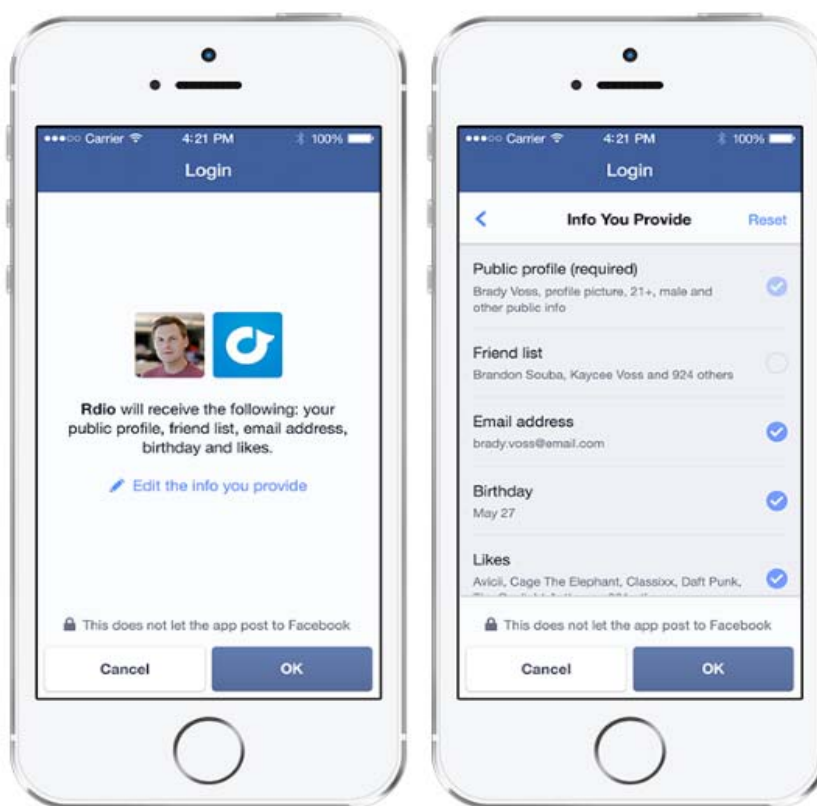 Carrier 4:21 PM 100%
Login
Rdio will receive the following: your
public profile, friend list, email address,
birthday and likes.
Edit the info you provide
This does not let the app post to Facebook
Cancel OK
Carrier 4:21 PM 100%
Login
Info You Provide Reset
Public profile (required)
Brady Voss, profile picture, 21+, male and
other public info
Friend list
Brandon Souba, Kaycee Voss and 924 others
Email address
brady.voss@email.com
Birthday
May 27
Likes
Avicii, Cage The Elephant, Classixx, Daft Punk,
This does not let the app post to Facebook
Cancel OK